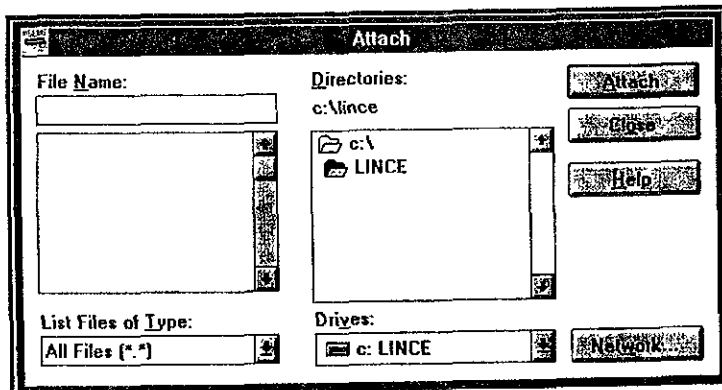 Attach
File Name:
Directories:
c:\lince
c:\
LINCE
List Files of Type:
All Files (*.*)
Drives:
c: LINCE
Attach
Close
Help
Network...